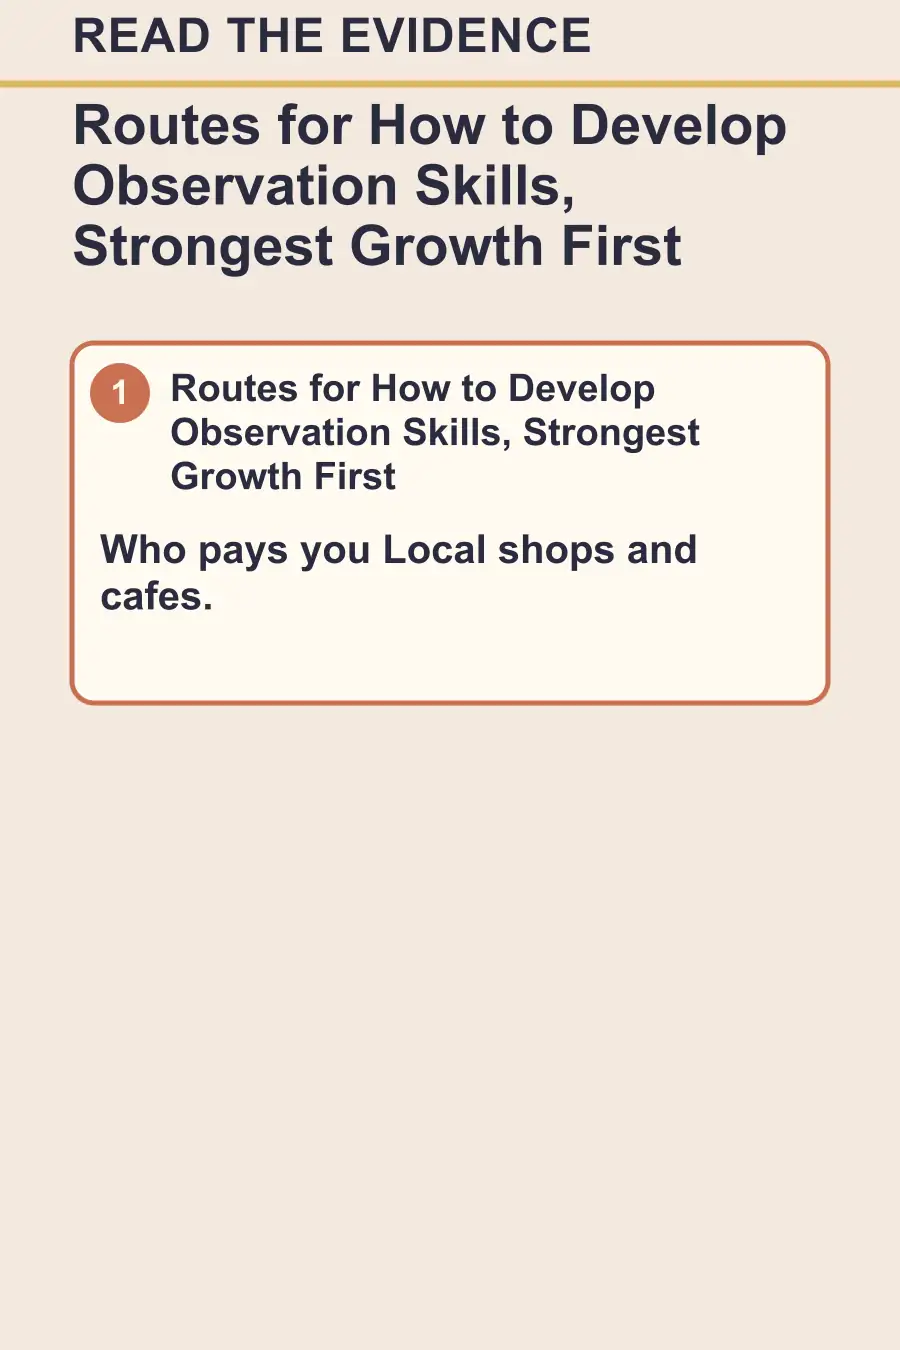 READ THE EVIDENCE
Routes for How to Develop
Observation Skills,
Strongest Growth First
1
Routes for How to Develop
Observation Skills, Strongest
Growth First
Who pays you Local shops and
cafes.